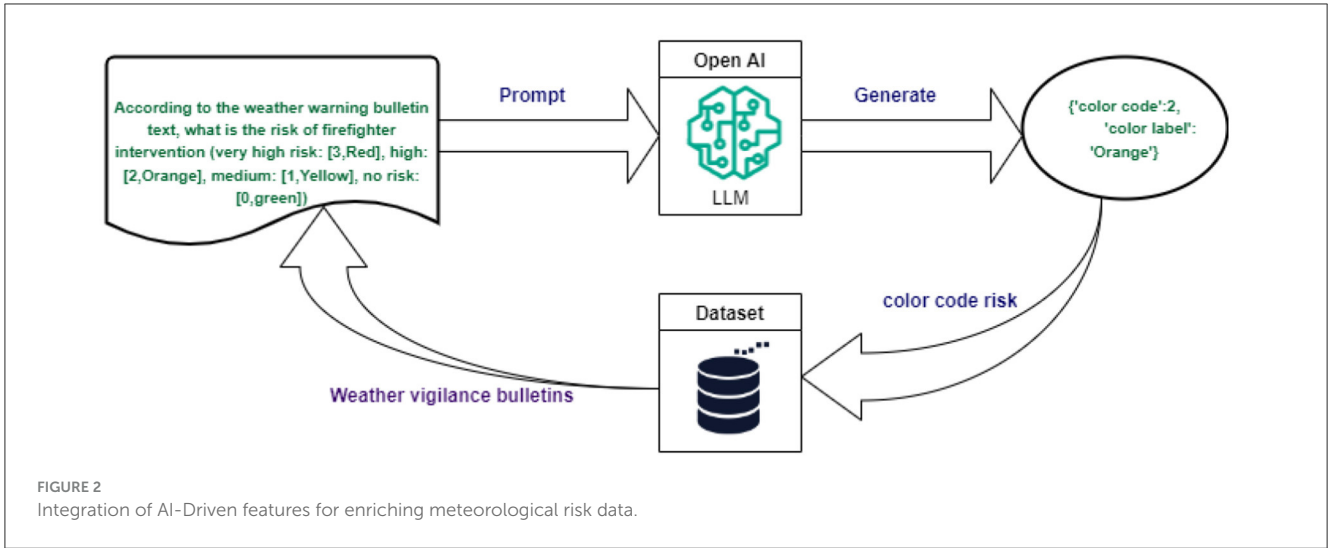 According to the weather warning bulletin
text, what is the risk of firefighter
intervention (very high risk: [3,Red], high:
[2,Orange], medium: [1,Yellow], no risk:
[0,green])
Prompt
Open AI
LLM
Generate
{'color code':2,
'color label':
'Orange'}
color code risk
Dataset
Weather vigilance bulletins
FIGURE 2
Integration of AI-Driven features for enriching meteorological risk data.